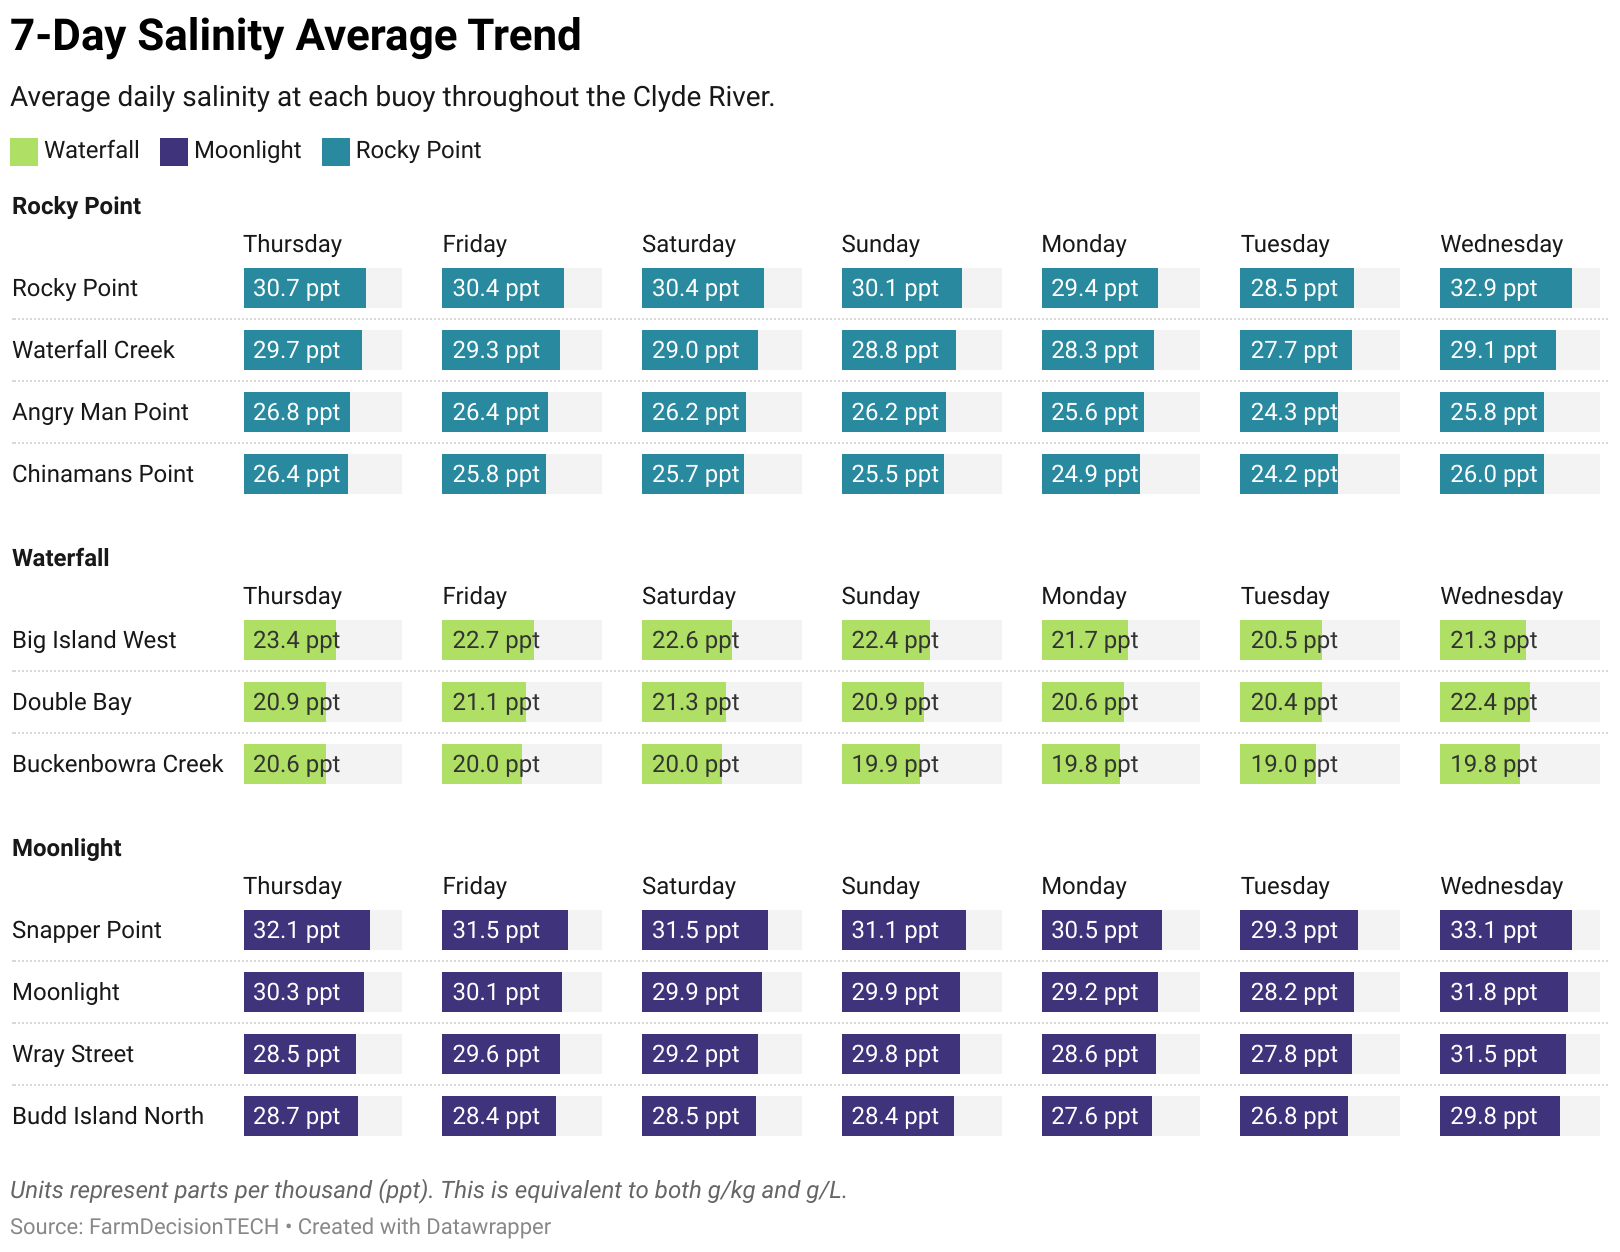 7-Day Salinity Average Trend
Average daily salinity at each buoy throughout the Clyde River.
Waterfall Moonlight Rocky Point
Rocky Point
Thursday Friday Saturday Sunday Monday Tuesday Wednesday
Rocky Point 30.7 ppt 30.4 ppt 30.4 ppt 30.1 ppt 29.4 ppt 28.5 ppt 32.9 ppt
Waterfall Creek 29.7 ppt 29.3 ppt 29.0 ppt 28.8 ppt 28.3 ppt 27.7 ppt 29.1 ppt
Angry Man Point 26.8 ppt 26.4 ppt 26.2 ppt 26.2 ppt 25.6 ppt 24.3 ppt 25.8 ppt
Chinamans Point 26.4 ppt 25.8 ppt 25.7 ppt 25.5 ppt 24.9 ppt 24.2 ppt 26.0 ppt
Waterfall
Thursday Friday Saturday Sunday Monday Tuesday Wednesday
Big Island West 23.4 ppt 22.7 ppt 22.6 ppt 22.4 ppt 21.7 ppt 20.5 ppt 21.3 ppt
Double Bay 20.9 ppt 21.1 ppt 21.3 ppt 20.9 ppt 20.6 ppt 20.4 ppt 22.4 ppt
Buckenbowra Creek 20.6 ppt 20.0 ppt 20.0 ppt 19.9 ppt 19.8 ppt 19.0 ppt 19.8 ppt
Moonlight
Thursday Friday Saturday Sunday Monday Tuesday Wednesday
Snapper Point 32.1 ppt 31.5 ppt 31.5 ppt 31.1 ppt 30.5 ppt 29.3 ppt 33.1 ppt
Moonlight 30.3 ppt 30.1 ppt 29.9 ppt 29.9 ppt 29.2 ppt 28.2 ppt 31.8 ppt
Wray Street 28.5 ppt 29.6 ppt 29.2 ppt 29.8 ppt 28.6 ppt 27.8 ppt 31.5 ppt
Budd Island North 28.7 ppt 28.4 ppt 28.5 ppt 28.4 ppt 27.6 ppt 26.8 ppt 29.8 ppt
Units represent parts per thousand (ppt). This is equivalent to both g/kg and g/L.
Source: FarmDecisionTECH • Created with Datawrapper